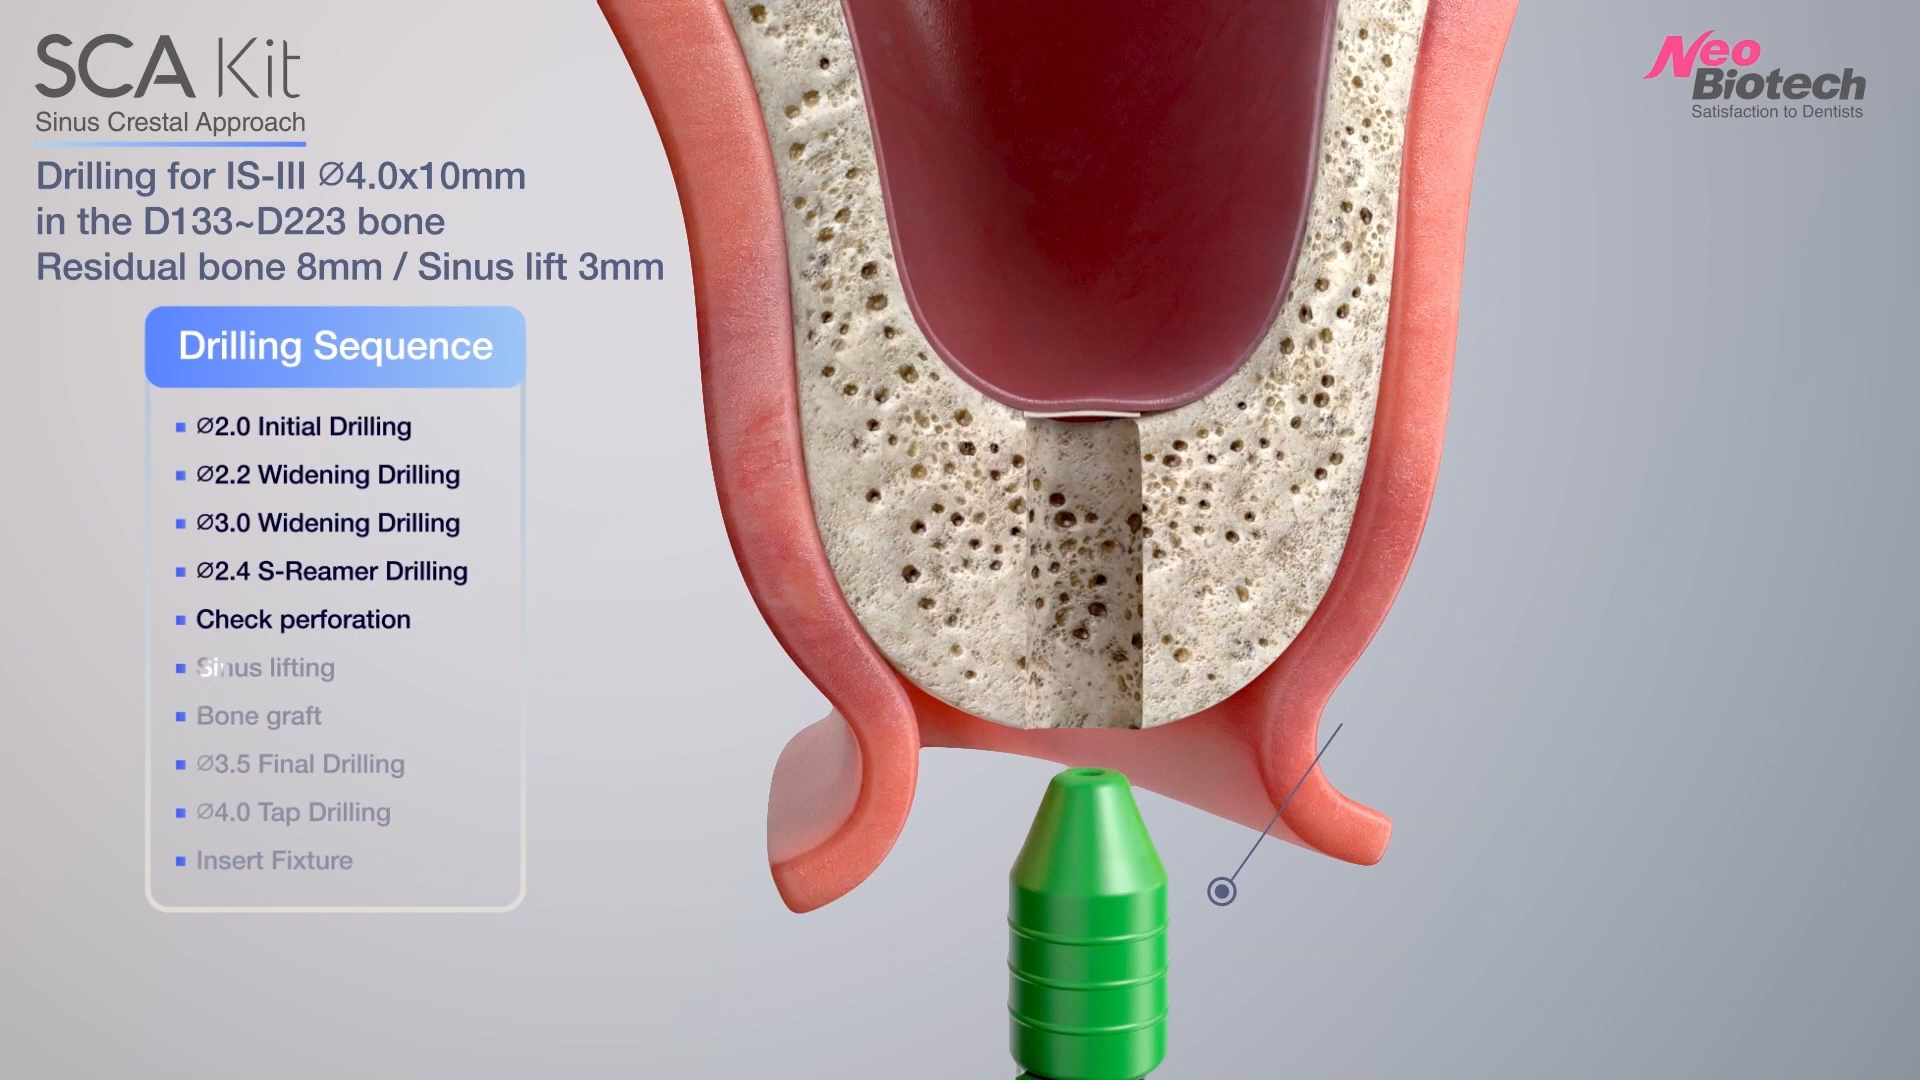 SCA Kit
Sinus Crestal Approach
Drilling for IS-III Ø4.0x10mm
in the D133~D223 bone
Residual bone 8mm / Sinus lift 3mm
Drilling Sequence
Ø2.0 Initial Drilling
Ø2.2 Widening Drilling
Ø3.0 Widening Drilling
Ø2.4 S-Reamer Drilling
Check perforation
Sinus lifting
Bone graft
Ø3.5 Final Drilling
Ø4.0 Tap Drilling
Insert Fixture
Neo
Biotech
Satisfaction to Dentists